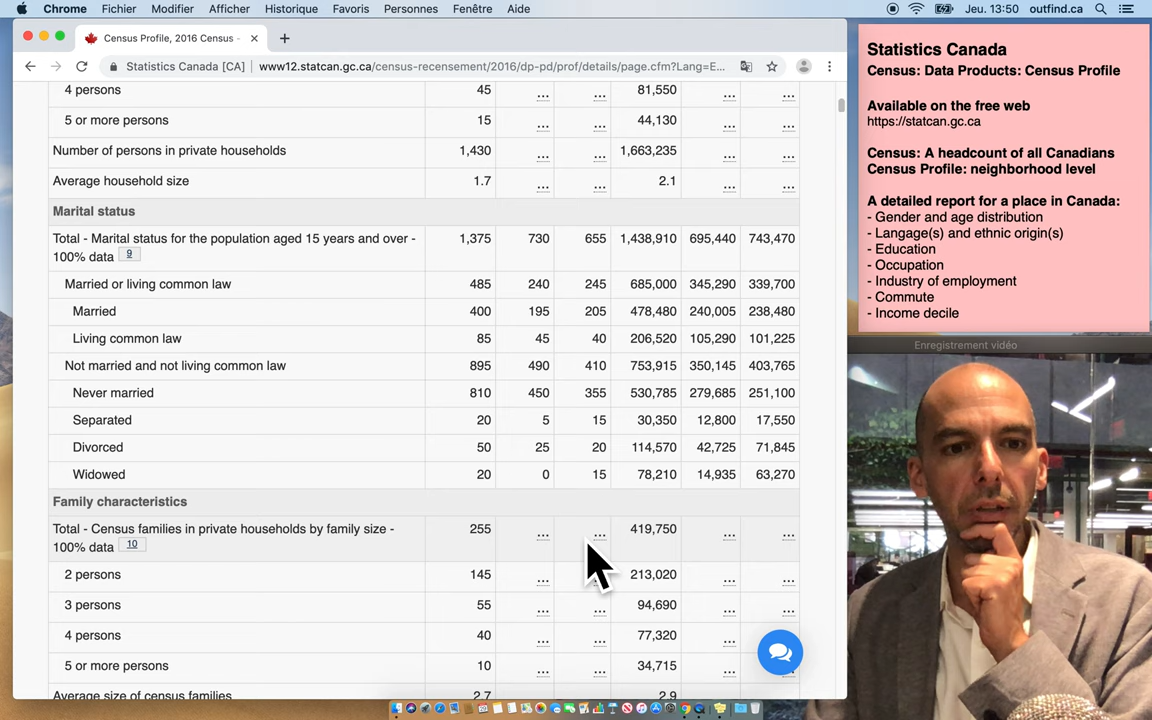 Chrome Fichier Modifier Afficher Historique Favoris Personnes Fenêtre Aide Jeu. 13:50 outfind.ca
Census Profile, 2016 Census -
Statistics Canada [CA] www12.statcan.gc.ca/census-recensement/2016/dp-pd/prof/details/page.cfm?Lang=E...
4 persons 45 ... ... 81,550 ... ...
5 or more persons 15 ... ... 44,130 ... ...
Number of persons in private households 1,430 ... ... 1,663,235 ... ...
Average household size 1.7 ... ... 2.1 ... ...
Marital status
Total - Marital status for the population aged 15 years and over - 1,375 730 655 1,438,910 695,440 743,470
100% data 9
Married or living common law 485 240 245 685,000 345,290 339,700
Married 400 195 205 478,480 240,005 238,480
Living common law 85 45 40 206,520 105,290 101,225
Not married and not living common law 895 490 410 753,915 350,145 403,765
Never married 810 450 355 530,785 279,685 251,100
Separated 20 5 15 30,350 12,800 17,550
Divorced 50 25 20 114,570 42,725 71,845
Widowed 20 0 15 78,210 14,935 63,270
Family characteristics
Total - Census families in private households by family size - 255 ... ... 419,750 ... ...
100% data 10
2 persons 145 ... ... 213,020 ... ...
3 persons 55 ... ... 94,690 ... ...
4 persons 40 ... ... 77,320 ... ...
5 or more persons 10 ... ... 34,715 ... ...
Average size of census families 2.7 2.9
Statistics Canada
Census: Data Products: Census Profile
Available on the free web
https://statcan.gc.ca
Census: A headcount of all Canadians
Census Profile: neighborhood level
A detailed report for a place in Canada:
- Gender and age distribution
- Langage(s) and ethnic origin(s)
- Education
- Occupation
- Industry of employment
- Commute
- Income decile
Enregistrement vidéo